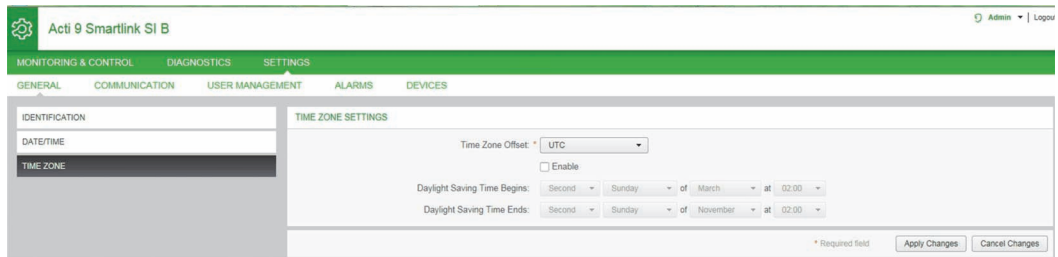 Admin | Logou
Acti 9 Smartlink SI B
MONITORING & CONTROL DIAGNOSTICS SETTINGS
GENERAL COMMUNICATION USER MANAGEMENT ALARMS DEVICES
IDENTIFICATION
DATE/TIME
TIME ZONE
TIME ZONE SETTINGS
Time Zone Offset: * UTC
Enable
Daylight Saving Time Begins: Second Sunday of March at 02:00
Daylight Saving Time Ends: Second Sunday of November at 02:00
* Required field Apply Changes Cancel Changes